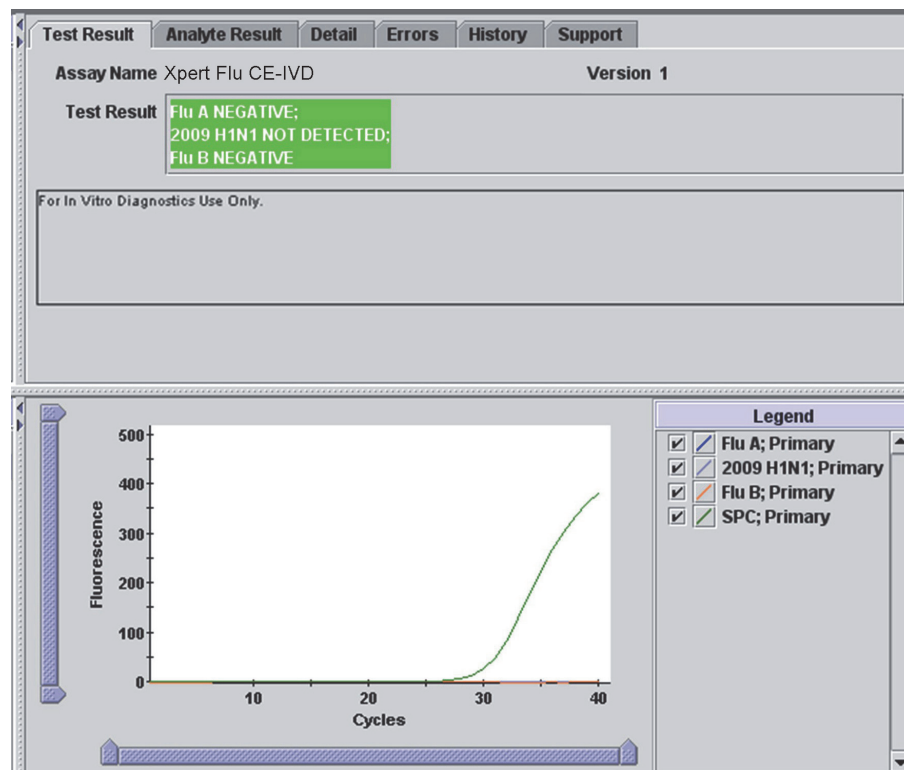 Test Result Analyte Result Detail Errors History Support
Assay Name Xpert Flu CE-IVD Version 1
Test Result Flu A NEGATIVE;
2009 H1N1 NOT DETECTED;
Flu B NEGATIVE
For In Vitro Diagnostics Use Only.
Legend
Flu A; Primary
2009 H1N1; Primary
Flu B; Primary
SPC; Primary
500
400
300
200
100
0
Fluorescence
10 20 30 40
Cycles